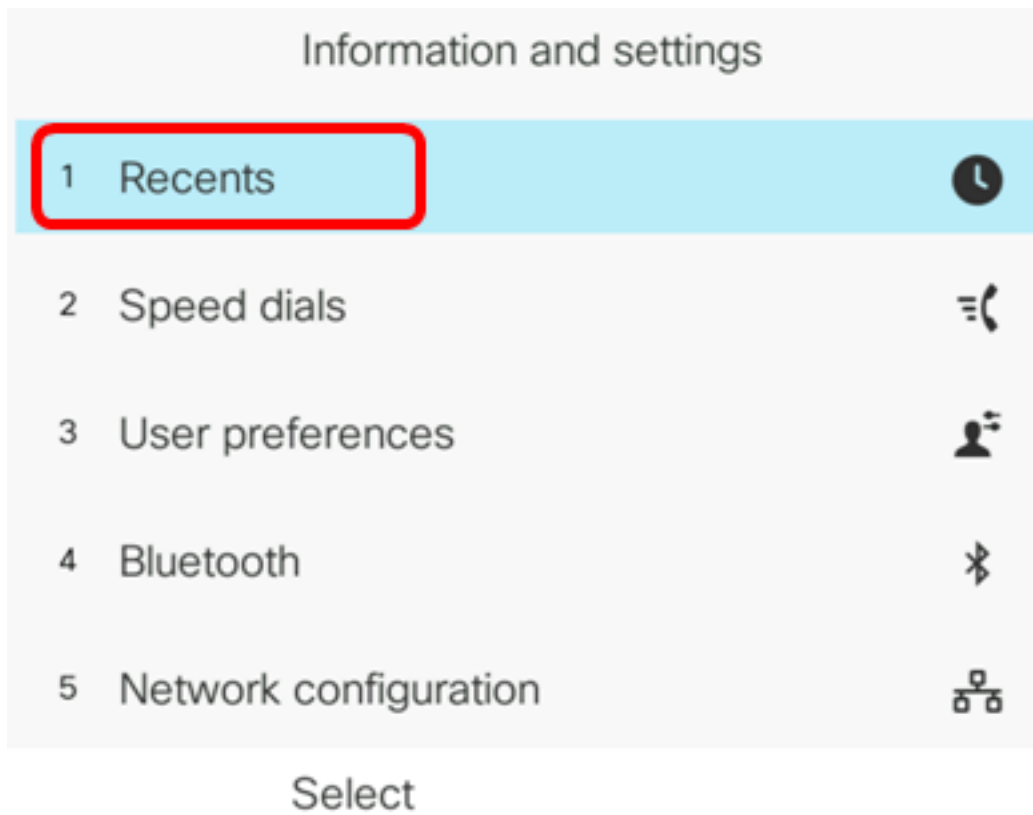 Information and settings
1 Recents
2 Speed dials
3 User preferences
4 Bluetooth
5 Network configuration
Select